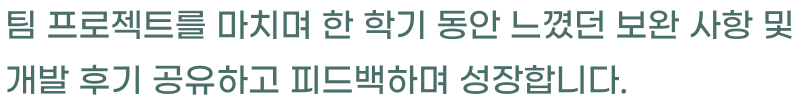 팀 프로젝트를 마치며 한 학기 동안 느꼈던 보완 사항 및
개발 후기 공유하고 피드백하며 성장합니다.